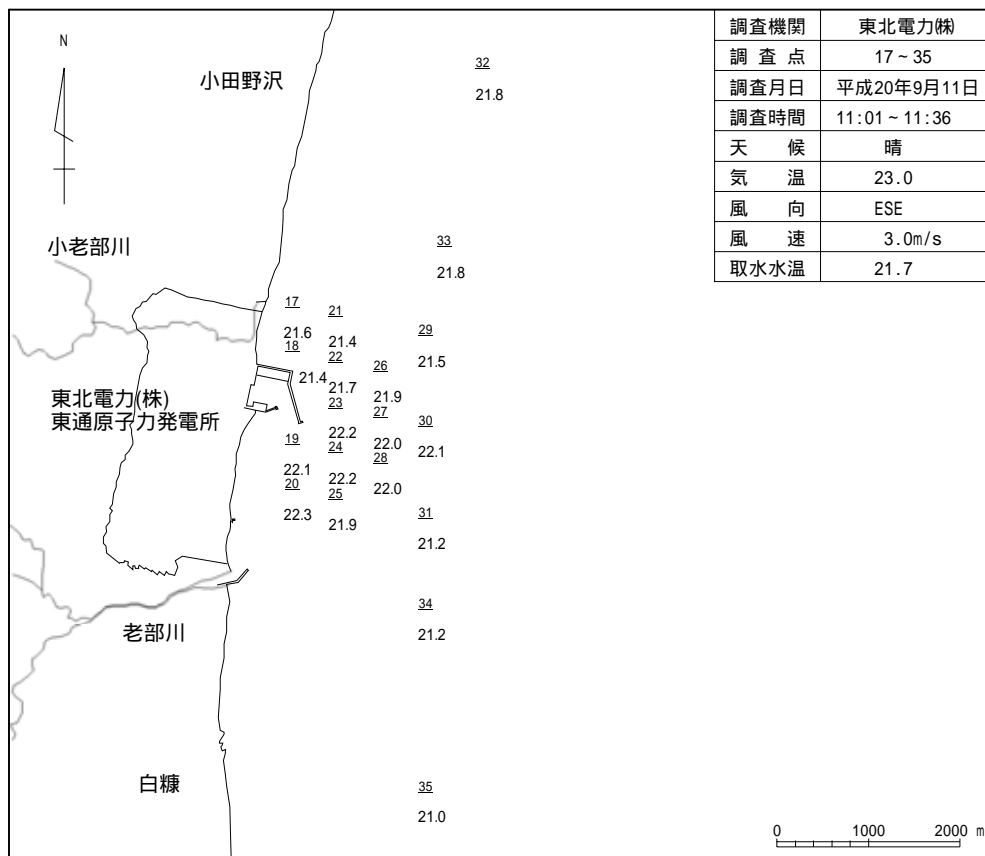 N
小田野沢
小老部川
東北電力(株)
東通原子力発電所
老部川
白糠
調査機関 東北電力㈱
調査点 17~35
調査月日 平成20年9月11日
調査時間 11:01~11:36
天候 晴
気温 23.0
風向 ESE
風速 3.0m/s
取水水温 21.7
32
21.8
33
21.8
17
21.6
18
21.4
21
21.4
22
21.7
23
22.2
24
22.2
25
21.9
26
21.9
27
22.0
28
22.0
19
22.1
20
22.3
29
21.5
30
22.1
31
21.2
34
21.2
35
21.0
0 1000 2000 m